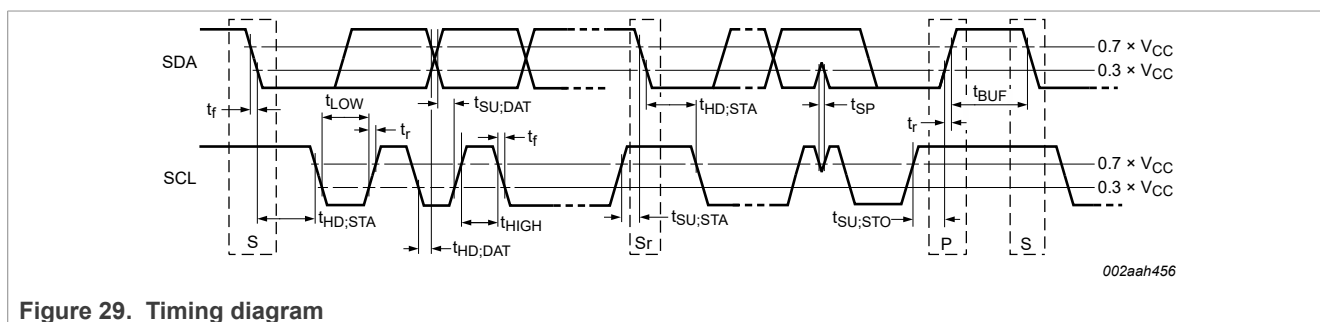 0.7 × VCC
SDA
0.3 × VCC
tf
tLOW
tSU;DAT
tHD;STA
tSP
tBUF
tr
tf
tr
0.7 × VCC
SCL
0.3 × VCC
tHD;STA
tHIGH
tSU;STA
tSU;STO
S
tHD;DAT
Sr
P
S
002aah456
Figure 29. Timing diagram